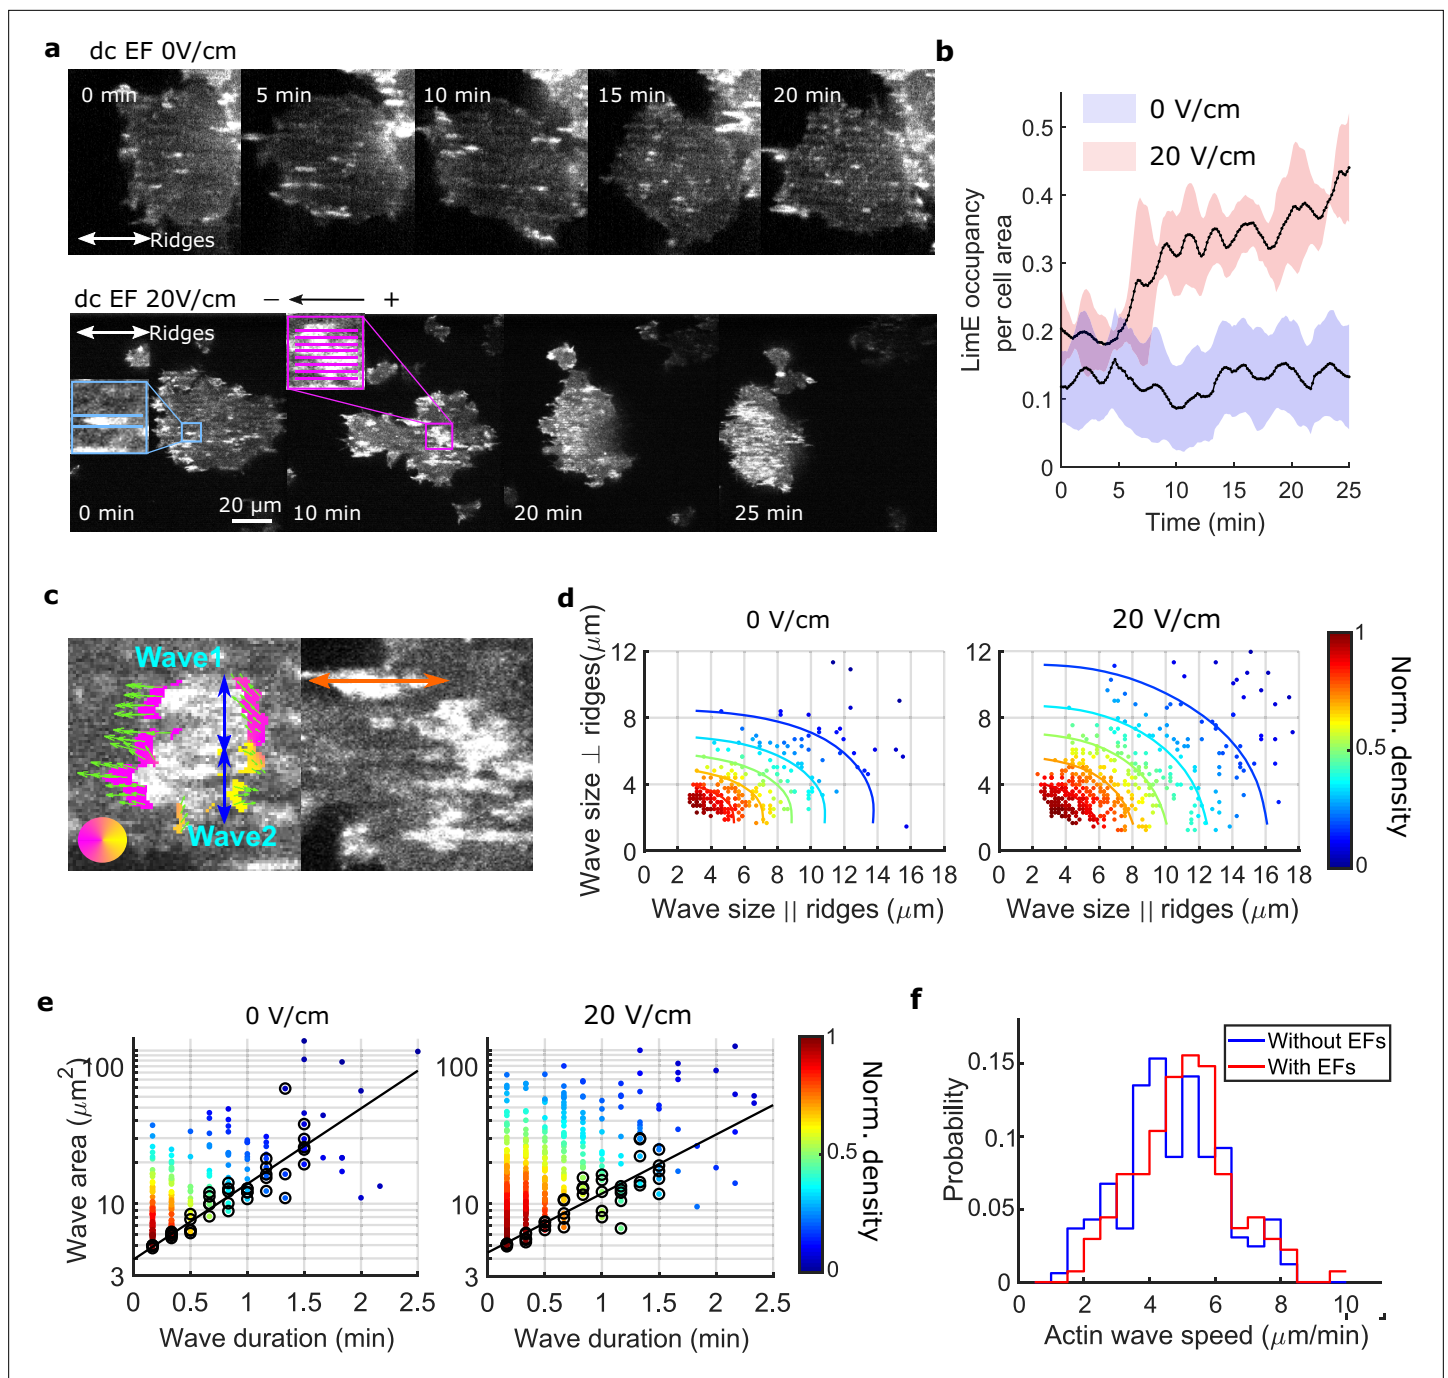 a
dc EF 0V/cm
0 min
5 min
10 min
15 min
20 min
Ridges
dc EF 20V/cm
− +
Ridges
0 min
20 μm
10 min
20 min
25 min
b
0 V/cm
20 V/cm
LimE occupancy
per cell area
0.5
0.4
0.3
0.2
0.1
0
0 5 10 15 20 25
Time (min)
c
Wave1
Wave2
d
0 V/cm
20 V/cm
Wave size ⊥ ridges(μm)
12
8
4
0
0 2 4 6 8 10 12 14 16 18
Wave size || ridges (μm)
12
8
4
0
0 2 4 6 8 10 12 14 16 18
Wave size || ridges (μm)
1
0.5
0
Norm. density
e
0 V/cm
20 V/cm
Wave area (μm²)
100
10
3
0 0.5 1 1.5 2 2.5
Wave duration (min)
100
10
3
0 0.5 1 1.5 2 2.5
Wave duration (min)
1
0.5
0
Norm. density
f
Without EFs
With EFs
Probability
0.15
0.1
0.05
0
0 2 4 6 8 10
Actin wave speed (μm/min)